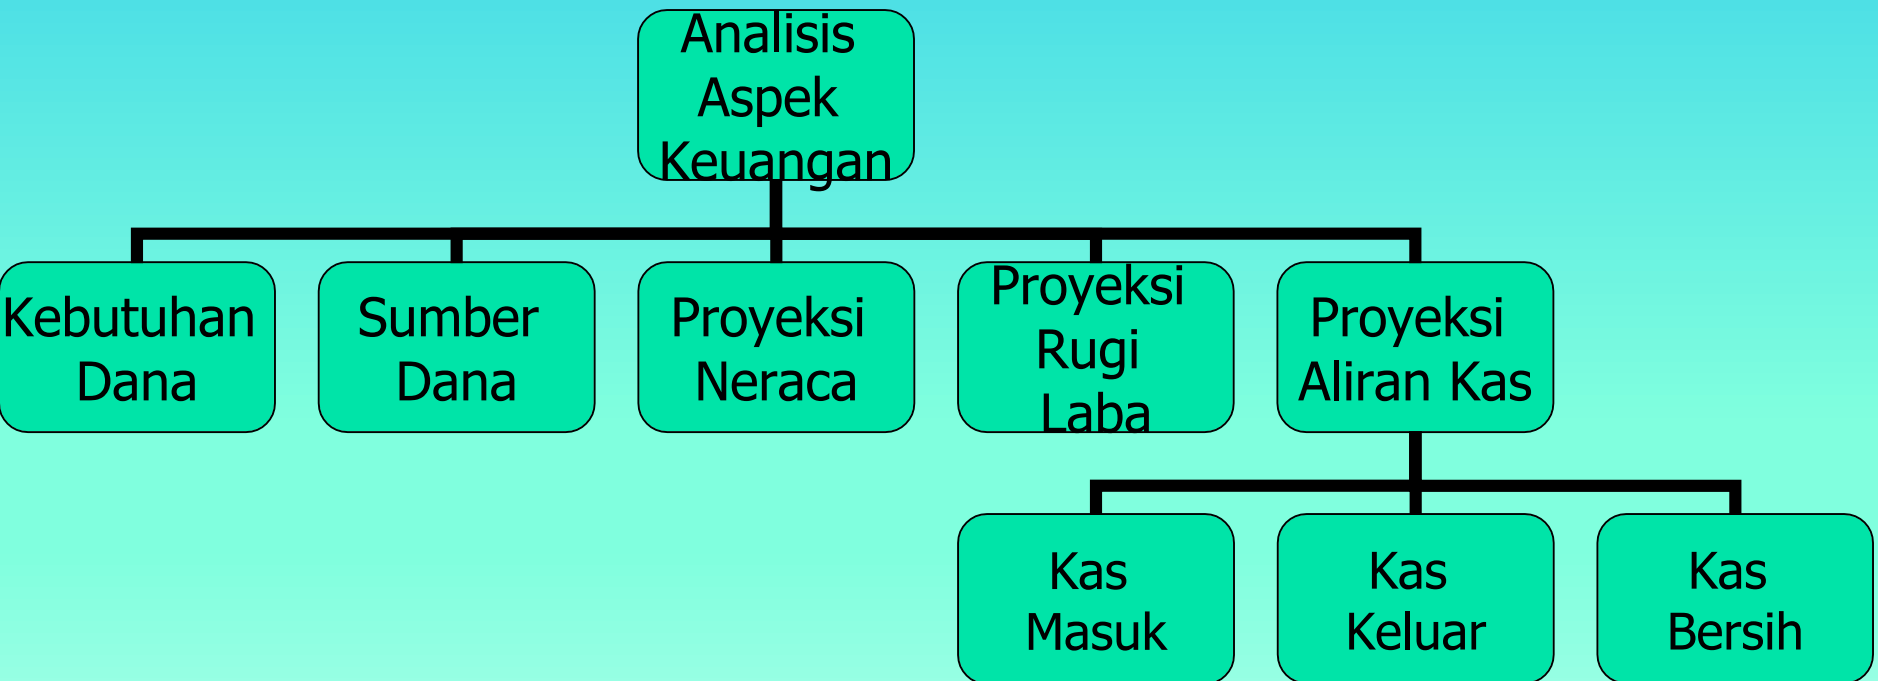 Analisis
Aspek
Keuangan
Kebutuhan
Dana
Sumber
Dana
Proyeksi
Neraca
Proyeksi
Rugi
Laba
Proyeksi
Aliran Kas
Kas
Masuk
Kas
Keluar
Kas
Bersih